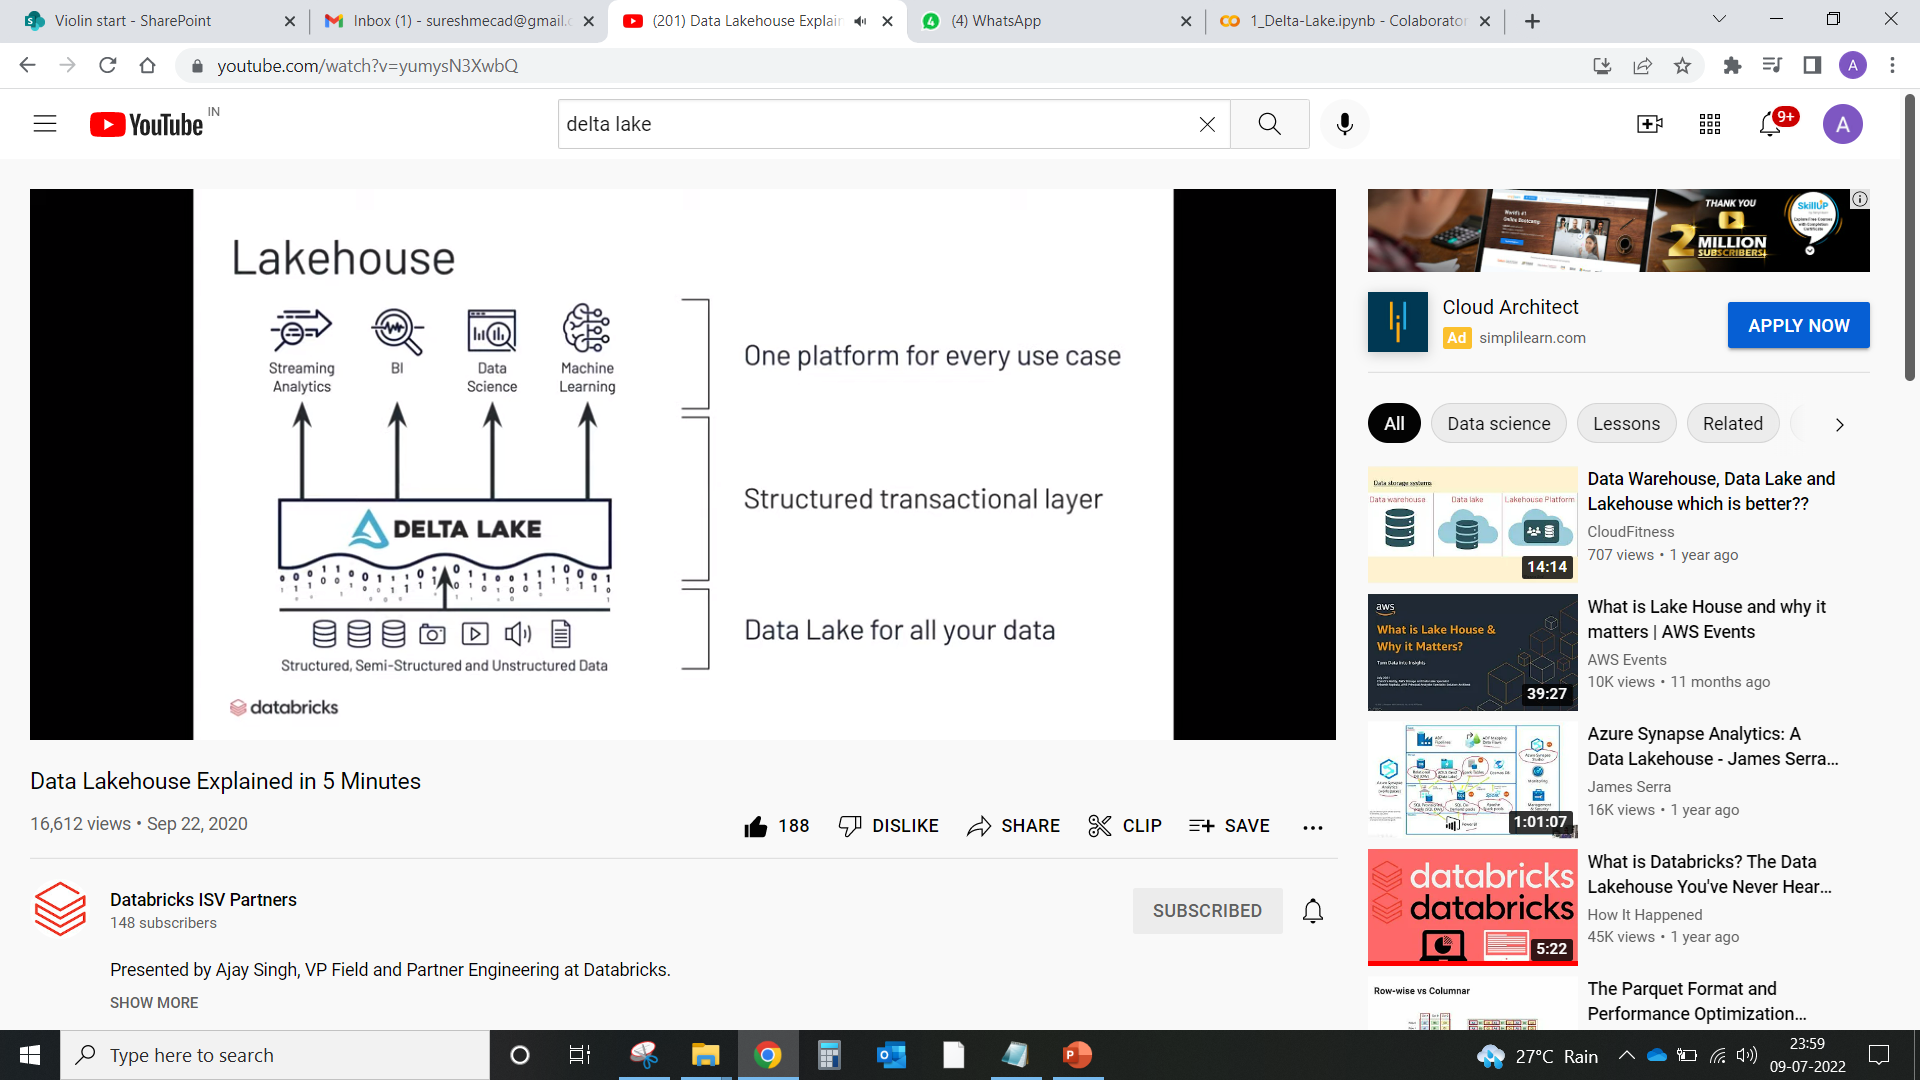 Violin start - SharePoint
Inbox (1) - sureshmecad@gmail.c
(201) Data Lakehouse Explain
(4) WhatsApp
1_Delta-Lake.ipynb - Colaborator
youtube.com/watch?v=yumysN3XwbQ
A
YouTube IN
delta lake
9+
A
Lakehouse
Streaming Analytics
BI
Data Science
Machine Learning
One platform for every use case
DELTA LAKE
Structured transactional layer
Structured, Semi-Structured and Unstructured Data
Data Lake for all your data
databricks
Data Lakehouse Explained in 5 Minutes
16,612 views • Sep 22, 2020
188 DISLIKE SHARE CLIP SAVE
Databricks ISV Partners
148 subscribers
SUBSCRIBED
Presented by Ajay Singh, VP Field and Partner Engineering at Databricks.
SHOW MORE
THANK YOU
2 MILLION
SUBSCRIBERS!
SkillUP
Cloud Architect
Ad simplilearn.com
APPLY NOW
All Data science Lessons Related
Data storage systems
Data warehouse Data lake Lakehouse Platform
14:14
Data Warehouse, Data Lake and
Lakehouse which is better??
CloudFitness
707 views • 1 year ago
aws
What is Lake House &
Why it Matters?
Turn Data Into Insights
39:27
What is Lake House and why it
matters | AWS Events
AWS Events
10K views • 11 months ago
1:01:07
Azure Synapse Analytics: A
Data Lakehouse - James Serra...
James Serra
16K views • 1 year ago
databricks
databricks
5:22
What is Databricks? The Data
Lakehouse You've Never Hear...
How It Happened
45K views • 1 year ago
Row-wise vs Columnar
The Parquet Format and
Performance Optimization...
Type here to search
27°C Rain
23:59
09-07-2022